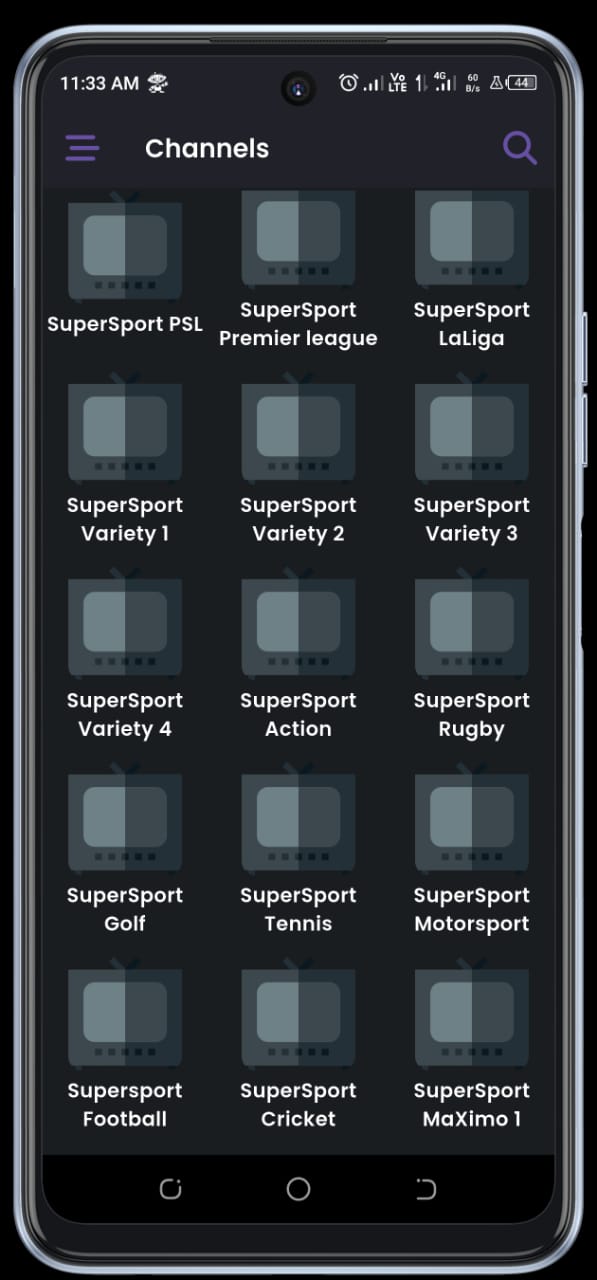 11:33 AM
Vo LTE
4G
60 B/s
44
Channels
SuperSport PSL
SuperSport
Premier league
SuperSport
LaLiga
SuperSport
Variety 1
SuperSport
Variety 2
SuperSport
Variety 3
SuperSport
Variety 4
SuperSport
Action
SuperSport
Rugby
SuperSport
Golf
SuperSport
Tennis
SuperSport
Motorsport
Supersport
Football
SuperSport
Cricket
SuperSport
MaXimo 1